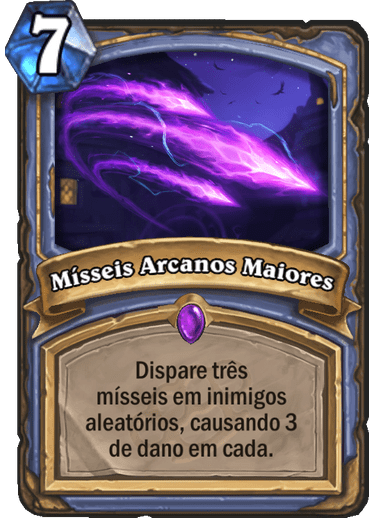 7
Mísseis Arcanos Maiores
Dispare três
mísseis em inimigos
aleatórios, causando 3
de dano em cada.